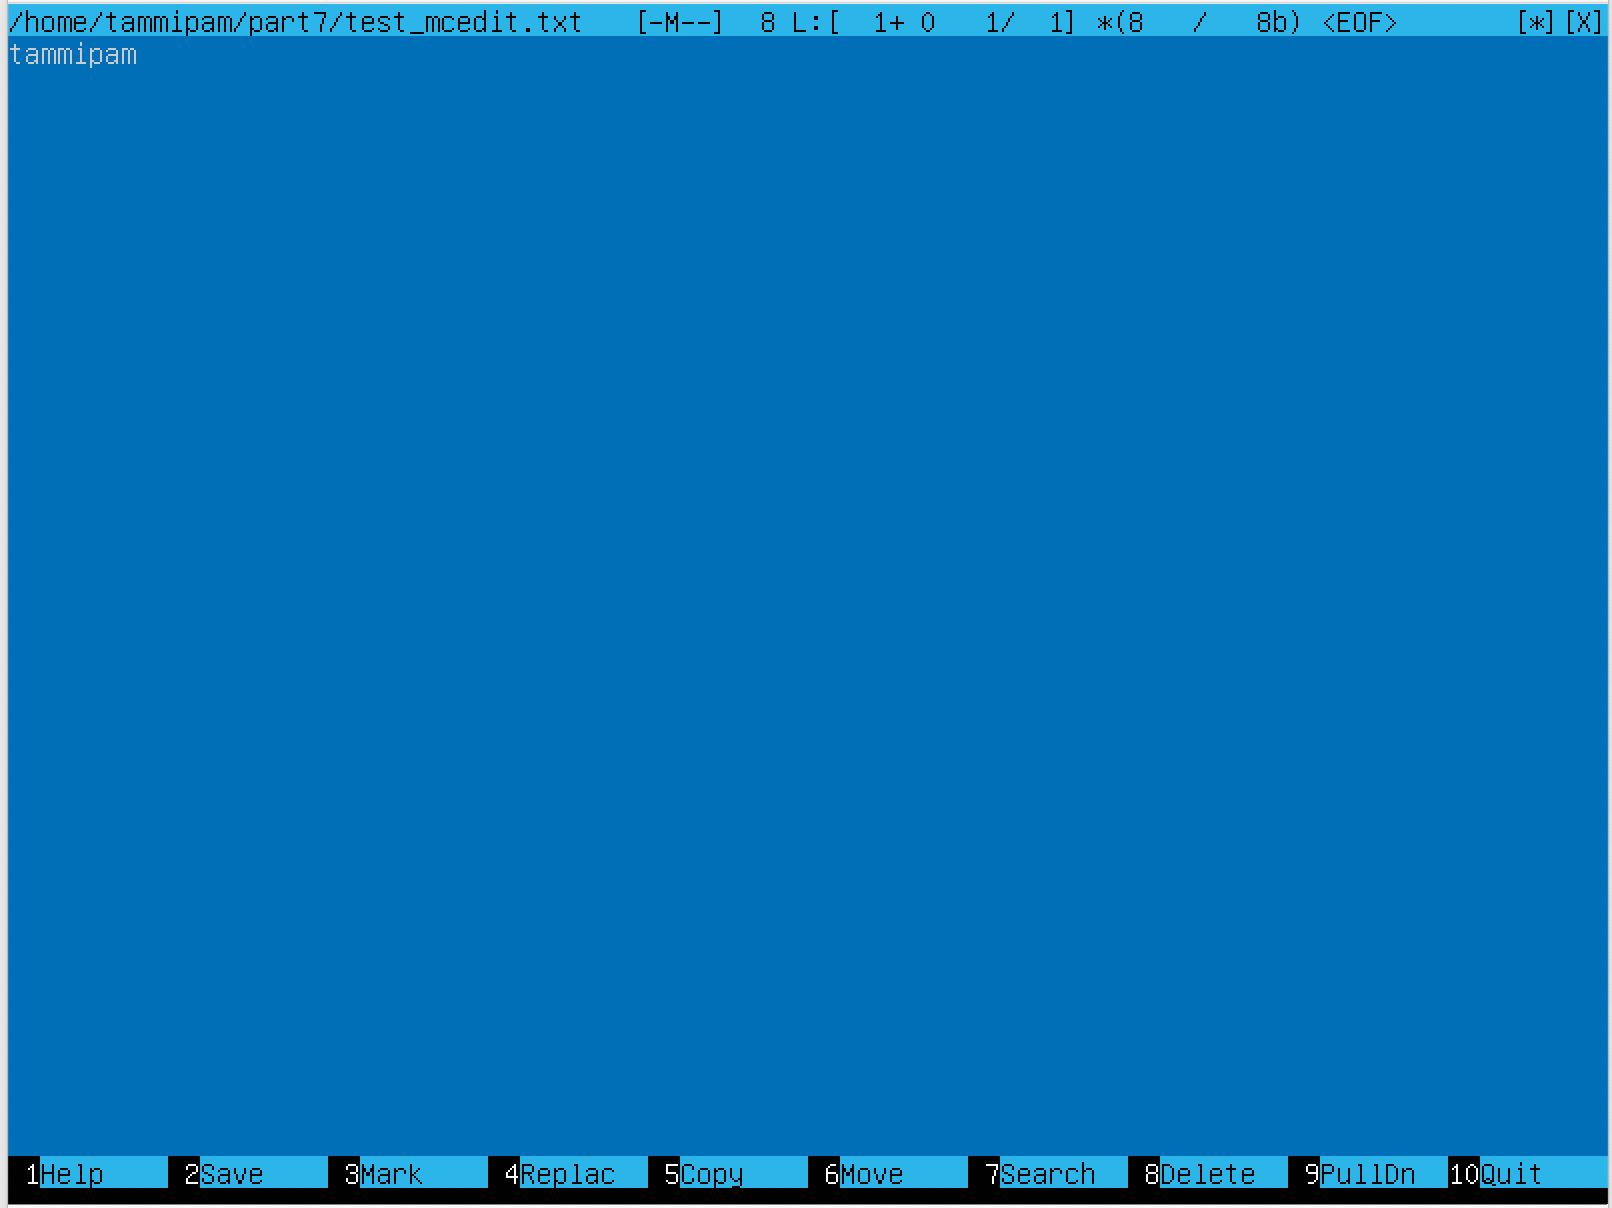 /home/tammipam/part7/test_mcedit.txt   [-M--]  8 L:[  1+ 0   1/  1] *(8   /   8b) <EOF>       [*][X]
tammipam
1Help     2Save     3Mark     4Replac   5Copy     6Move     7Search   8Delete   9PullDn  10Quit